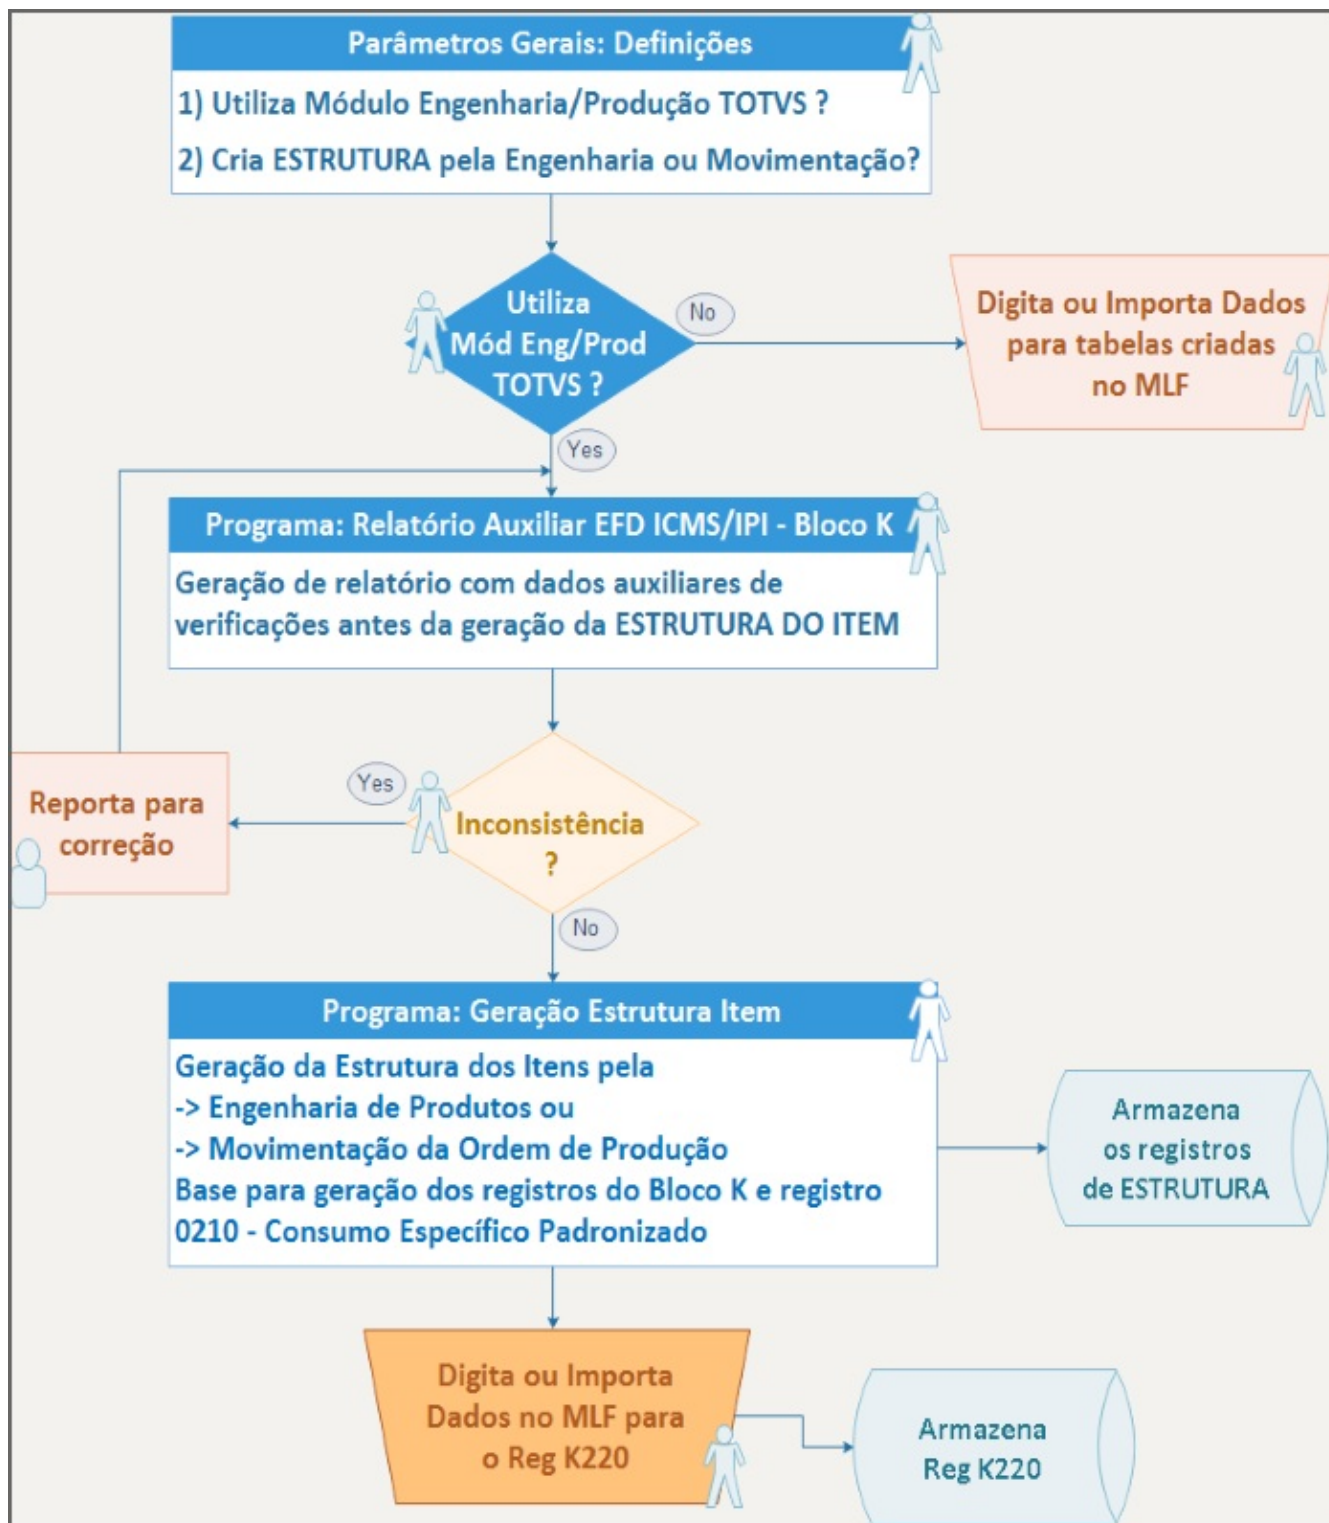 Parâmetros Gerais: Definições
1) Utiliza Módulo Engenharia/Produção TOTVS ?
2) Cria ESTRUTURA pela Engenharia ou Movimentação?
Utiliza
Mód Eng/Prod
TOTVS ?
No
Digita ou Importa Dados
para tabelas criadas
no MLF
Yes
Programa: Relatório Auxiliar EFD ICMS/IPI - Bloco K
Geração de relatório com dados auxiliares de
verificações antes da geração da ESTRUTURA DO ITEM
Yes
Reporta para
correção
Inconsistência
?
No
Programa: Geração Estrutura Item
Geração da Estrutura dos Itens pela
-> Engenharia de Produtos ou
-> Movimentação da Ordem de Produção
Base para geração dos registros do Bloco K e registro
0210 - Consumo Específico Padronizado
Armazena
os registros
de ESTRUTURA
Digita ou Importa
Dados no MLF para
o Reg K220
Armazena
Reg K220